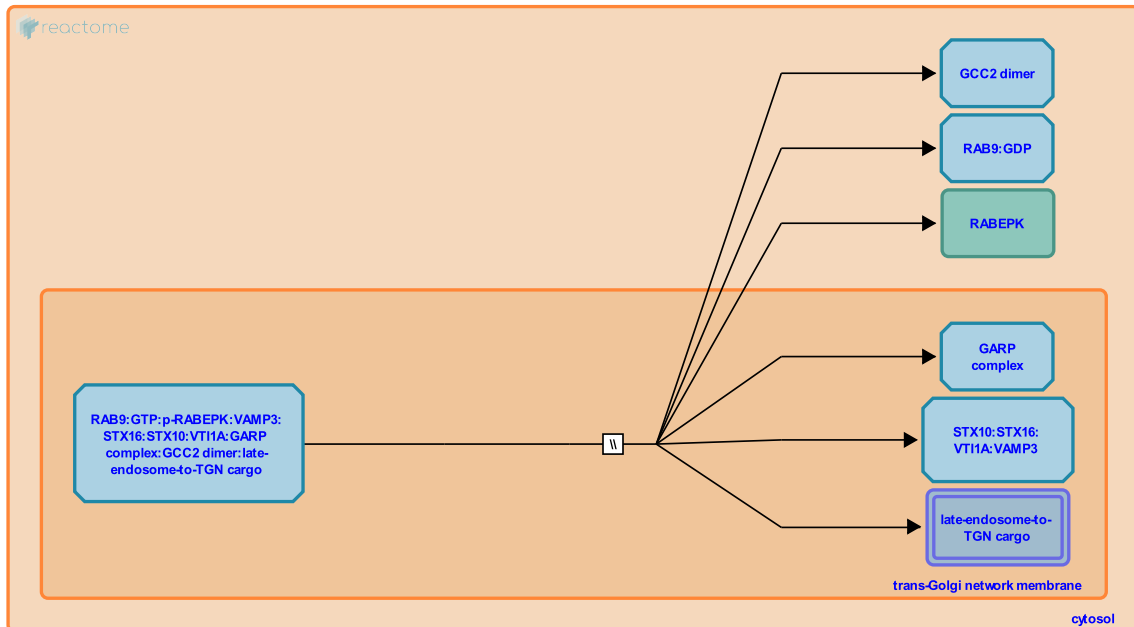 reactome
GCC2 dimer
RAB9:GDP
RABEPK
GARP
complex
RAB9:GTP:p-RABEPK:VAMP3:
STX16:STX10:VTI1A:GARP
complex:GCC2 dimer:late-
endosome-to-TGN cargo
\\
STX10:STX16:
VTI1A:VAMP3
late-endosome-to-
TGN cargo
trans-Golgi network membrane
cytosol